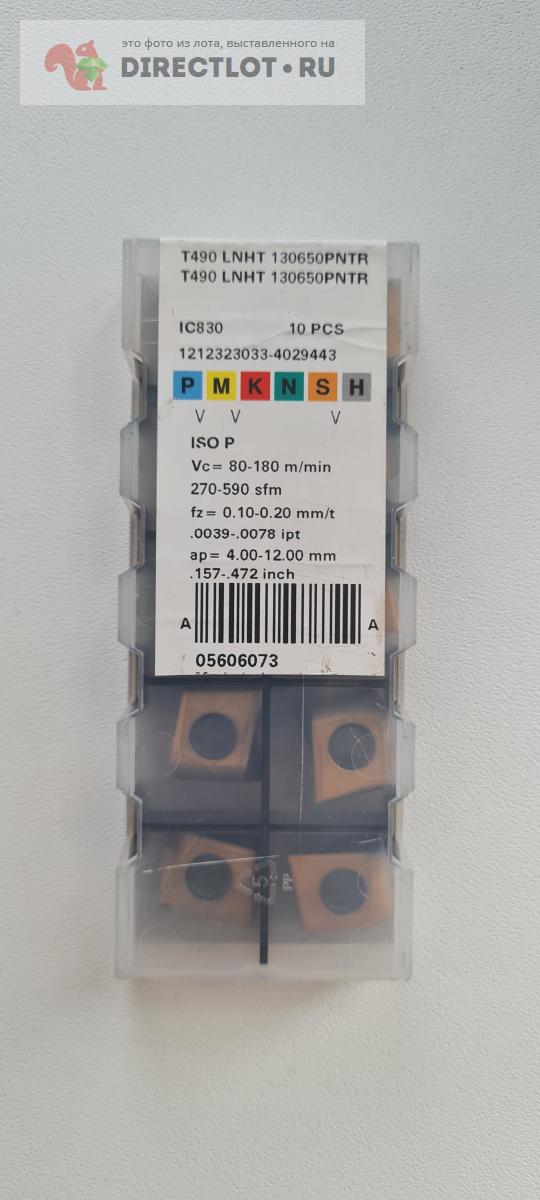 это фото из лота, выставленного на
DIRECTLOT•RU
T490 LNHT 130650PNTR
T490 LNHT 130650PNTR
IC830 10 PCS
1212323033-4029443
P M K N S H
V V V
ISO P
Vc= 80-180 m/min
270-590 sfm
fz= 0.10-0.20 mm/t
.0039-.0078 ipt
ap= 4.00-12.00 mm
.157-.472 inch
A A
05606073
5
PP